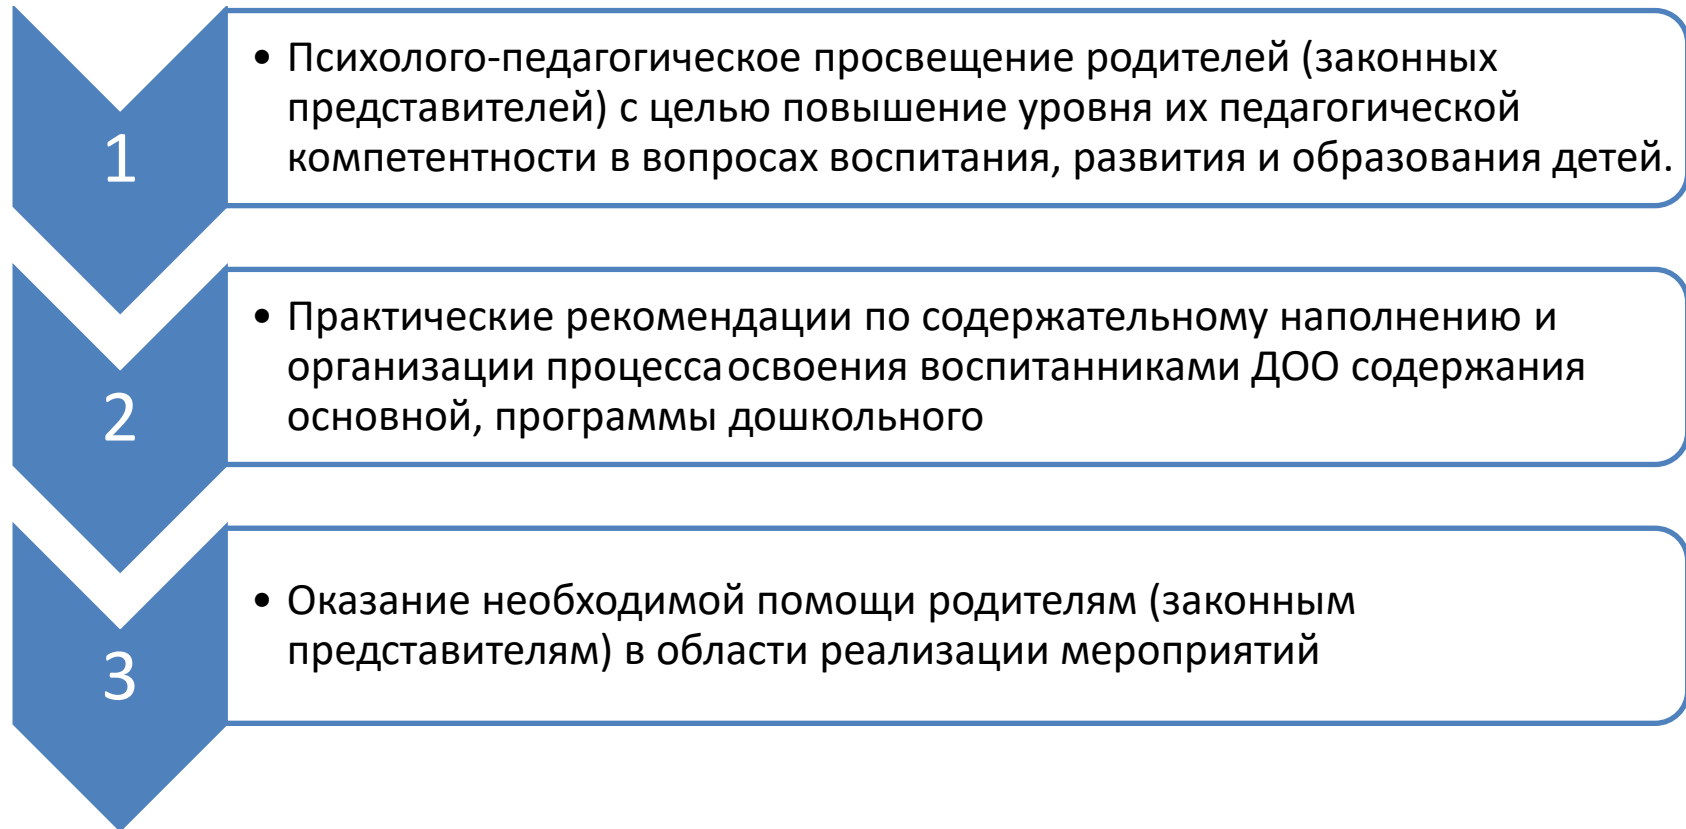 1
• Психолого-педагогическое просвещение родителей (законных
представителей) с целью повышение уровня их педагогической
компетентности в вопросах воспитания, развития и образования детей.
2
• Практические рекомендации по содержательному наполнению и
организации процесса освоения воспитанниками ДОО содержания
основной, программы дошкольного
3
• Оказание необходимой помощи родителям (законным
представителям) в области реализации мероприятий